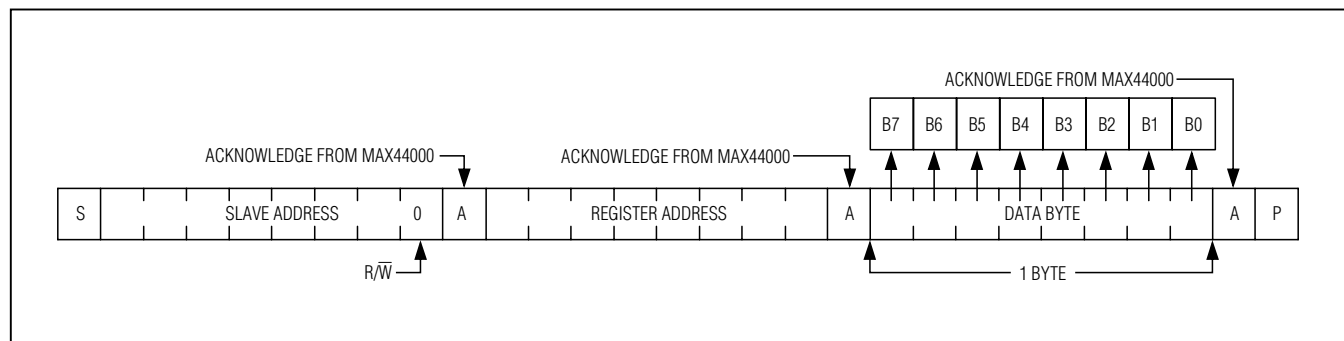 ACKNOWLEDGE FROM MAX44000
B7 B6 B5 B4 B3 B2 B1 B0
ACKNOWLEDGE FROM MAX44000 ACKNOWLEDGE FROM MAX44000
S SLAVE ADDRESS 0 A REGISTER ADDRESS A DATA BYTE A P
R/W̅ 1 BYTE